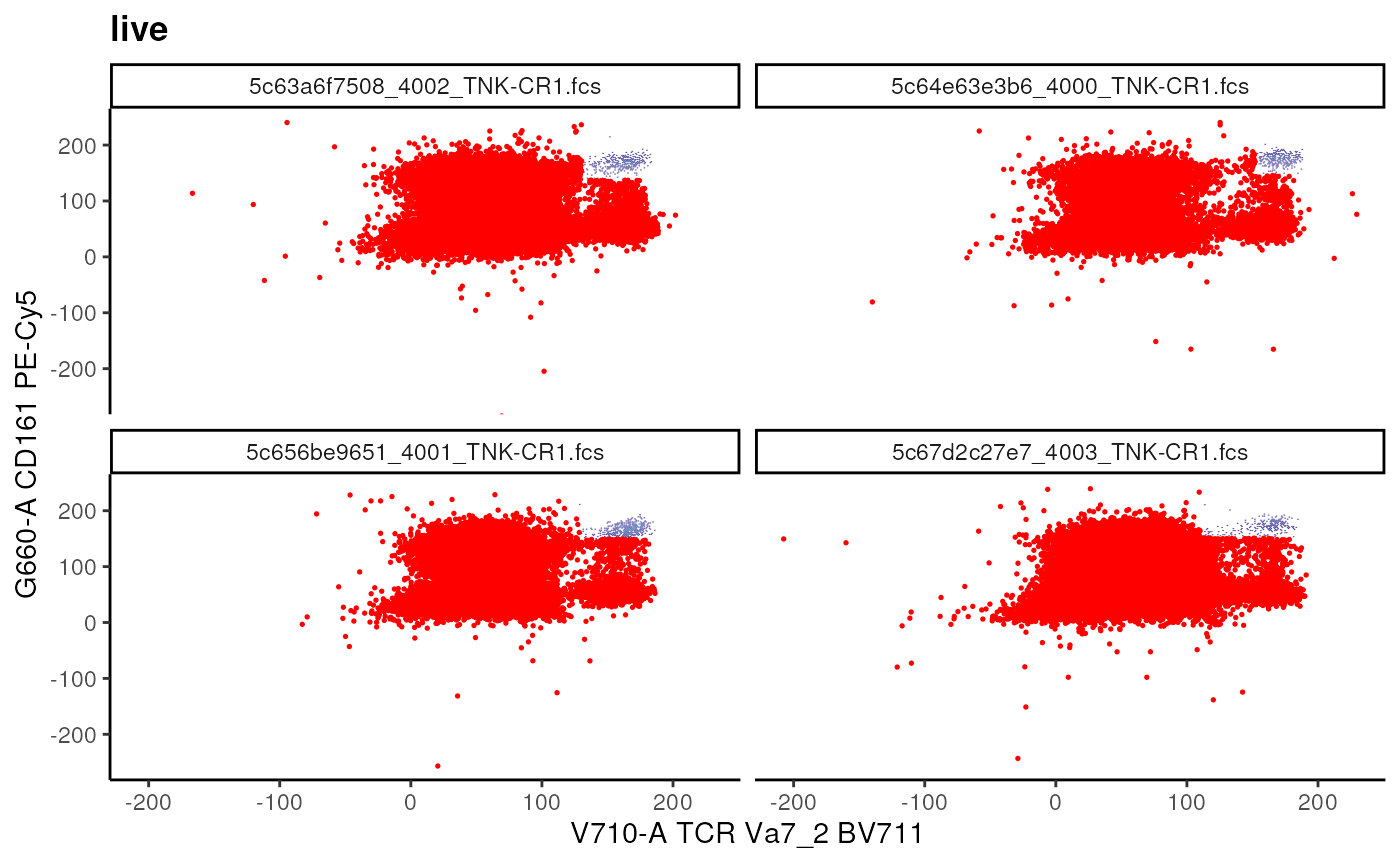 live
5c63a6f7508_4002_TNK-CR1.fcs 5c64e63e3b6_4000_TNK-CR1.fcs
200
100
0
-100
-200
5c656be9651_4001_TNK-CR1.fcs 5c67d2c27e7_4003_TNK-CR1.fcs
200
100
0
-100
-200
G660-A CD161 PE-Cy5
-200 -100 0 100 200 -200 -100 0 100 200
V710-A TCR Va7_2 BV711